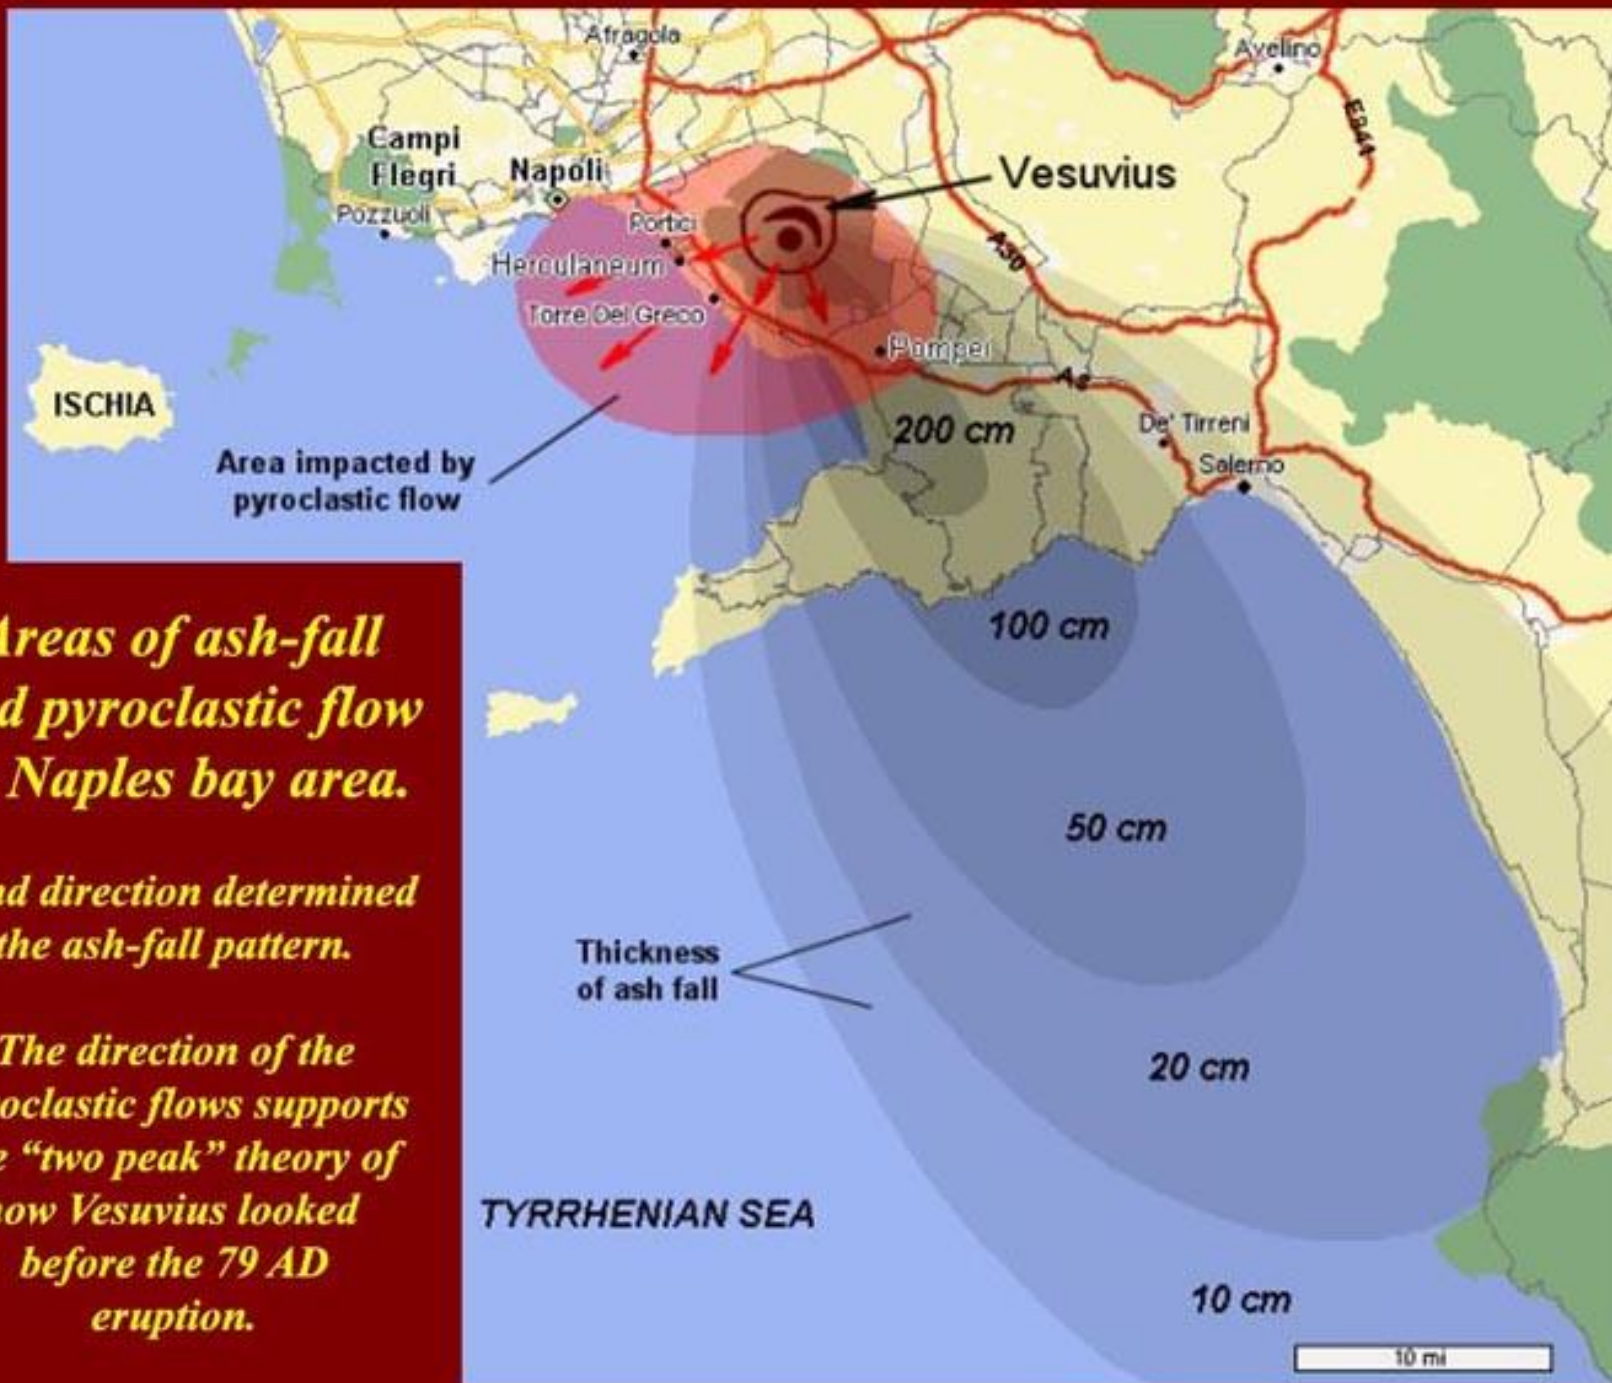 Afragola
Avelino
E841
Campi
Flegri
Napoli
Vesuvius
Pozzuoli
Portici
A30
Herculaneum
Torre Del Greco
Pompei
ISCHIA
A3
200 cm
De' Tirreni
Salerno
Area impacted by
pyroclastic flow
100 cm
50 cm
Thickness
of ash fall
20 cm
TYRRHENIAN SEA
10 cm
10 mi
Areas of ash-fall
d pyroclastic flow
Naples bay area.
nd direction determined
the ash-fall pattern.
The direction of the
oclastic flows supports
e “two peak” theory of
how Vesuvius looked
before the 79 AD
eruption.